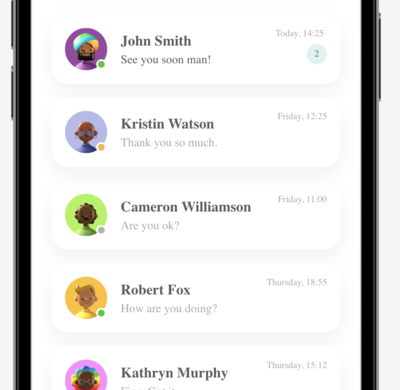 Today, 14:25
John Smith
See you soon man!
2
Friday, 12:25
Kristin Watson
Thank you so much.
Friday, 11:00
Cameron Williamson
Are you ok?
Thursday, 18:55
Robert Fox
How are you doing?
Thursday, 15:12
Kathryn Murphy